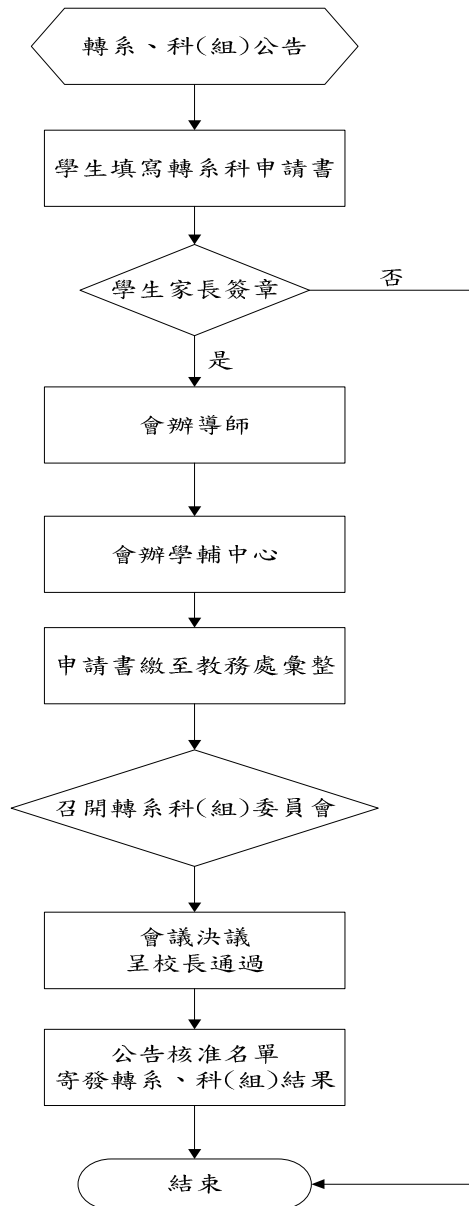 轉系、科(組)公告
學生填寫轉系科申請書
學生家長簽章
否
是
會辦導師
會辦學輔中心
申請書繳至教務處彙整
召開轉系科(組)委員會
會議決議
呈校長通過
公告核准名單
寄發轉系、科(組)結果
結束